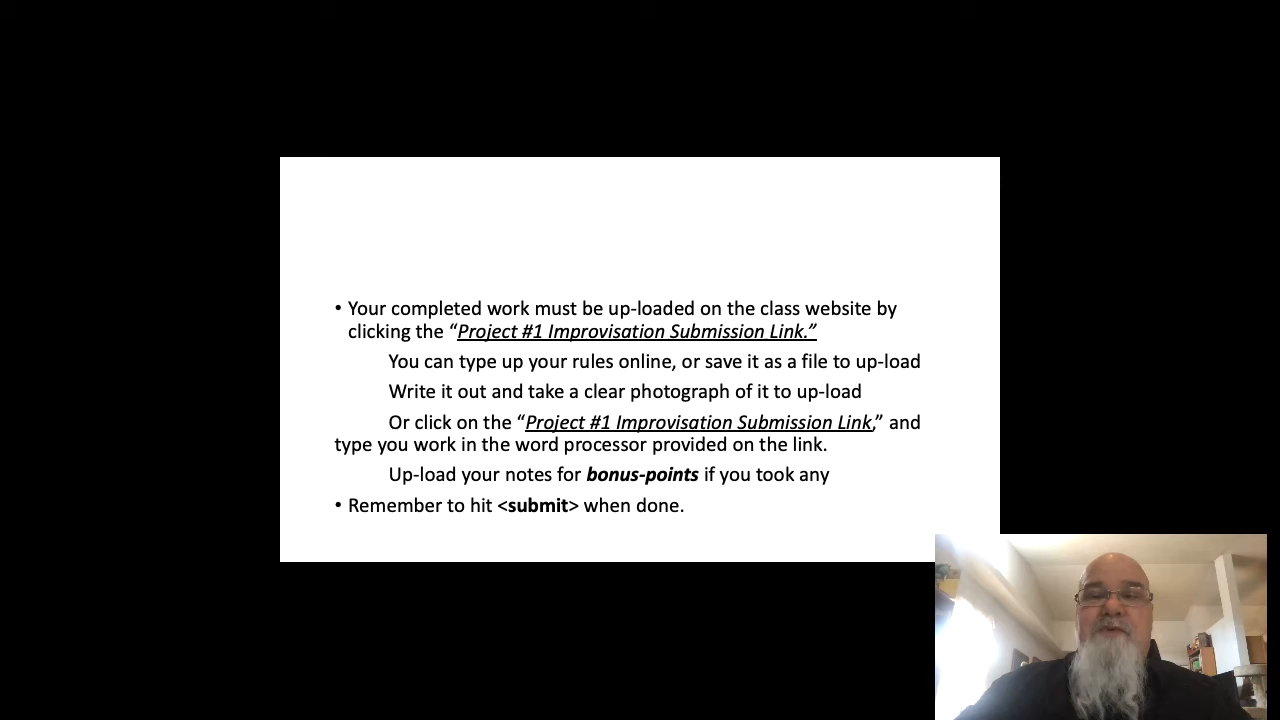 • Your completed work must be up-loaded on the class website by
clicking the “Project #1 Improvisation Submission Link.”
You can type up your rules online, or save it as a file to up-load
Write it out and take a clear photograph of it to up-load
Or click on the “Project #1 Improvisation Submission Link,” and
type you work in the word processor provided on the link.
Up-load your notes for bonus-points if you took any
• Remember to hit <submit> when done.